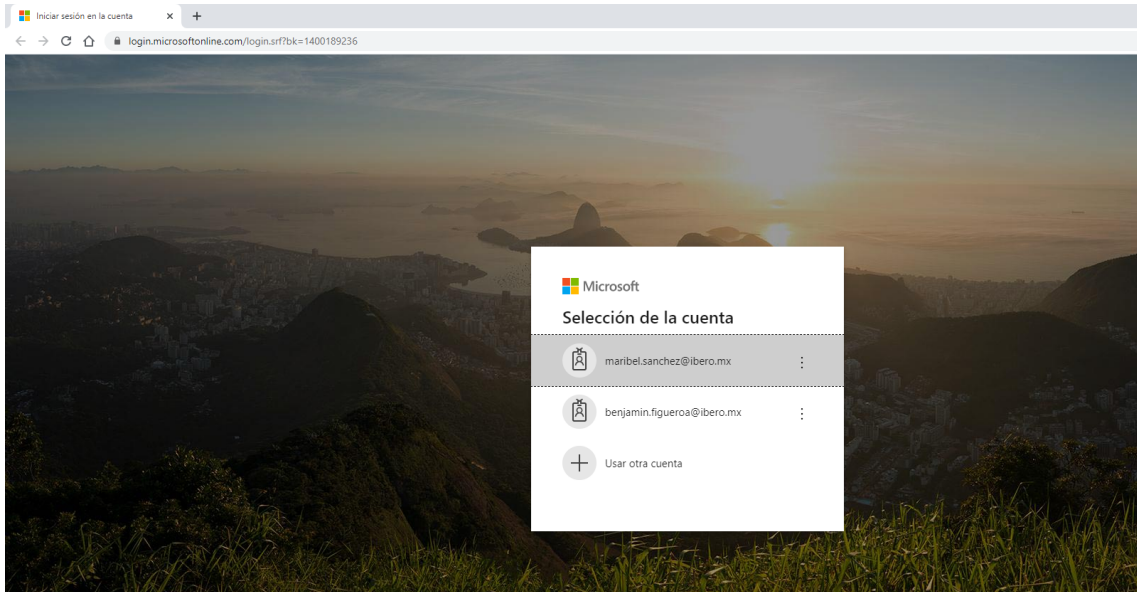 Iniciar sesión en la cuenta
login.microsoftonline.com/login.srf?bk=1400189236
Microsoft
Selección de la cuenta
maribel.sanchez@ibero.mx
benjamin.figueroa@ibero.mx
Usar otra cuenta